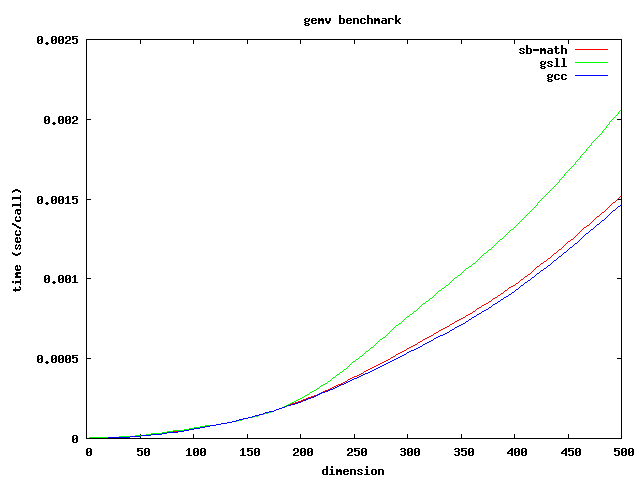 gemv benchmark
0.0025
sb-math
gsll
gcc
0.002
0.0015
0.001
0.0005
0
time (sec/call)
0 50 100 150 200 250 300 350 400 450 500
dimension